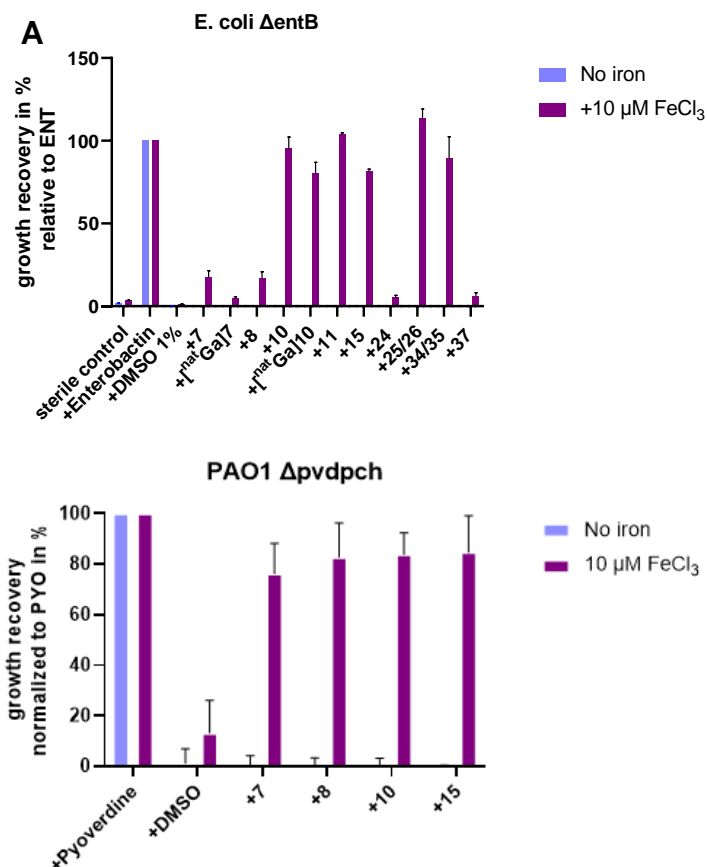 A
E. coli ΔentB
150
100
50
0
growth recovery in %
relative to ENT
sterile control
+Enterobactin
+DMSO 1%
+7
+[natGa]7
+8
+10
+[natGa]10
+11
+15
+24
+25/26
+34/35
+37
No iron
+10 µM FeCl3
PAO1 Δpvdpch
100
80
60
40
20
0
growth recovery
normalized to PYO in %
+Pyoverdine
+DMSO
+7
+8
+10
+15
No iron
10 µM FeCl3